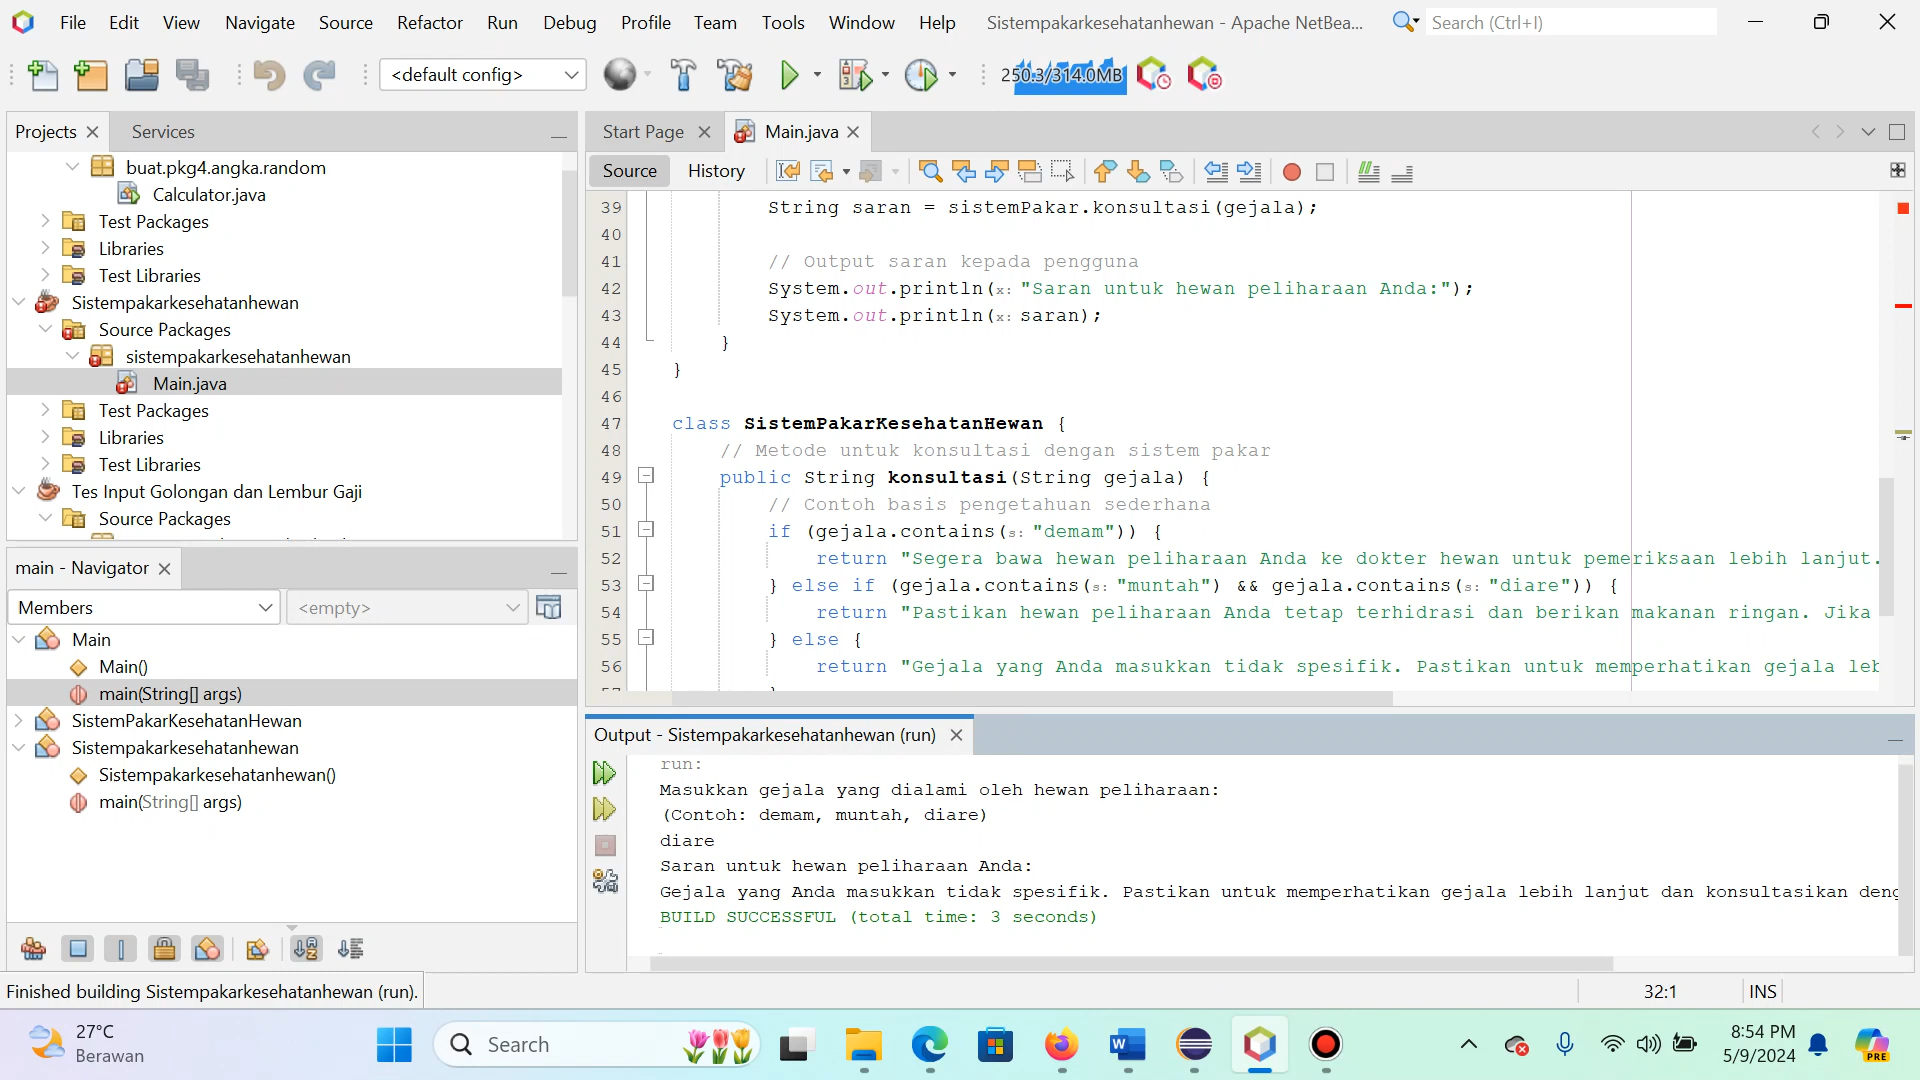 File Edit View Navigate Source Refactor Run Debug Profile Team Tools Window Help Sistempakarkesehatanhewan - Apache NetBea... Search (Ctrl+I)
<default config> 250.3/314.0MB
Projects Services
buat.pkg4.angka.random
Calculator.java
Test Packages
Libraries
Test Libraries
Sistempakarkesehatanhewan
Source Packages
sistempakarkesehatanhewan
Main.java
Test Packages
Libraries
Test Libraries
Tes Input Golongan dan Lembur Gaji
Source Packages
main - Navigator
Members <empty>
Main
Main()
main(String[] args)
SistemPakarKesehatanHewan
Sistempakarkesehatanhewan
Sistempakarkesehatanhewan()
main(String[] args)
Start Page Main.java
Source History
39 String saran = sistemPakar.konsultasi(gejala);
40
41 // Output saran kepada pengguna
42 System.out.println(x: "Saran untuk hewan peliharaan Anda:");
43 System.out.println(x: saran);
44 }
45 }
46
47 class SistemPakarKesehatanHewan {
48 // Metode untuk konsultasi dengan sistem pakar
49 public String konsultasi(String gejala) {
50 // Contoh basis pengetahuan sederhana
51 if (gejala.contains(s: "demam")) {
52 return "Segera bawa hewan peliharaan Anda ke dokter hewan untuk pemeriksaan lebih lanjut.
53 } else if (gejala.contains(s: "muntah") && gejala.contains(s: "diare")) {
54 return "Pastikan hewan peliharaan Anda tetap terhidrasi dan berikan makanan ringan. Jika
55 } else {
56 return "Gejala yang Anda masukkan tidak spesifik. Pastikan untuk memperhatikan gejala leb
Output - Sistempakarkesehatanhewan (run)
run:
Masukkan gejala yang dialami oleh hewan peliharaan:
(Contoh: demam, muntah, diare)
diare
Saran untuk hewan peliharaan Anda:
Gejala yang Anda masukkan tidak spesifik. Pastikan untuk memperhatikan gejala lebih lanjut dan konsultasikan deng
BUILD SUCCESSFUL (total time: 3 seconds)
Finished building Sistempakarkesehatanhewan (run). 32:1 INS
27°C
Berawan
Search
8:54 PM
5/9/2024
PRE